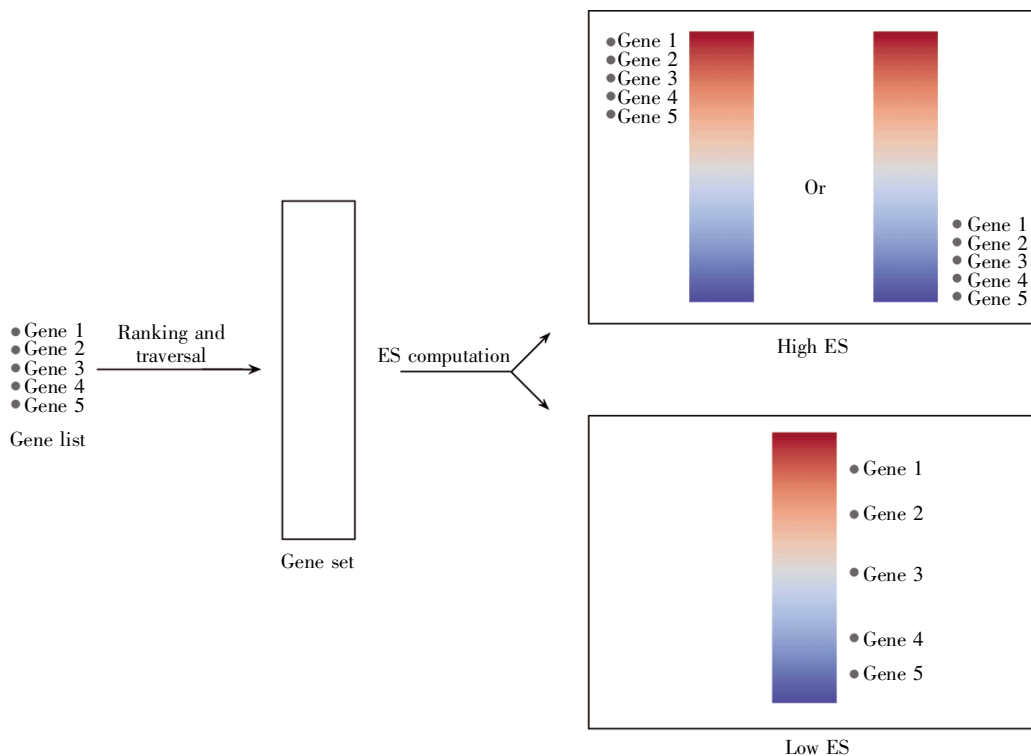 Gene 1
Gene 2
Gene 3
Gene 4
Gene 5
Gene list
Ranking and
traversal
Gene set
ES computation
Gene 1
Gene 2
Gene 3
Gene 4
Gene 5
Or
Gene 1
Gene 2
Gene 3
Gene 4
Gene 5
High ES
Gene 1
Gene 2
Gene 3
Gene 4
Gene 5
Low ES